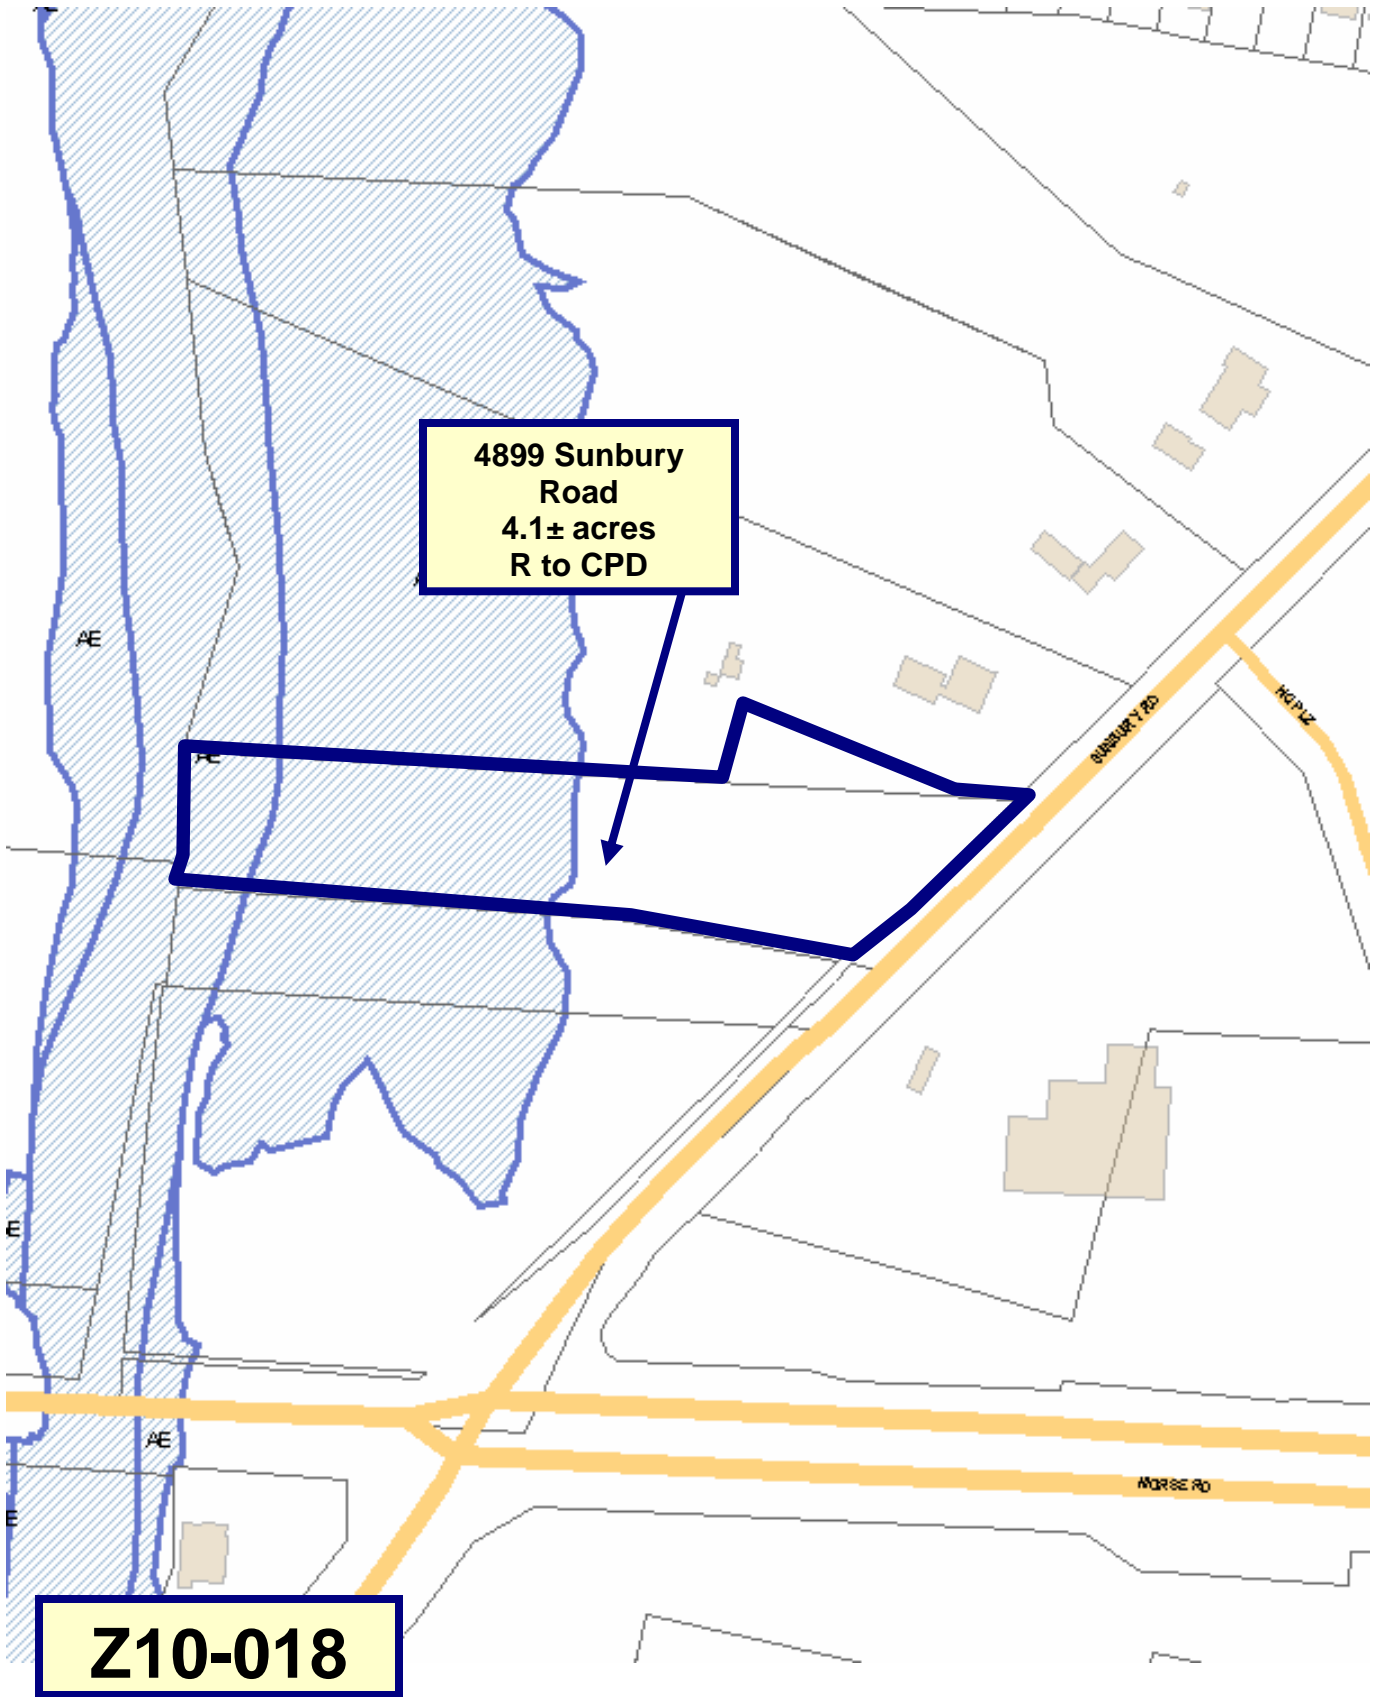 4899 Sunbury
Road
4.1± acres
R to CPD
AE
AE
SUNBURY RD
AE
MORSE RD
Z10-018